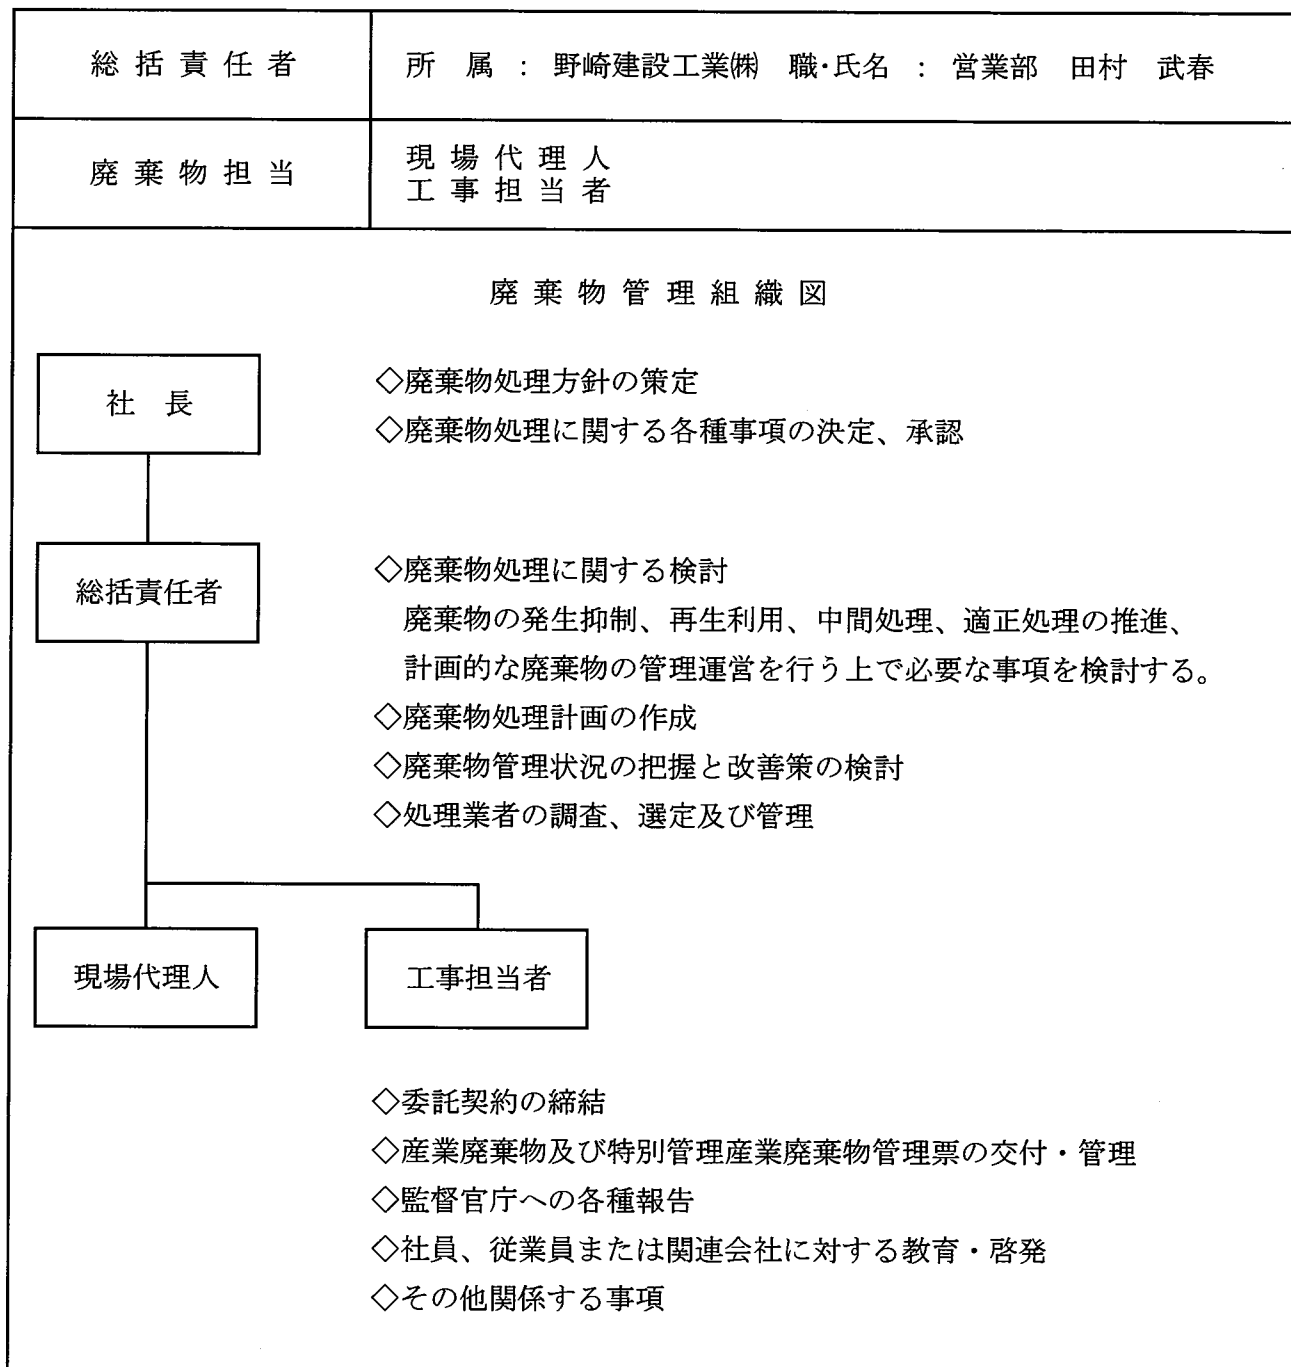 総括責任者
所属：野崎建設工業㈱ 職・氏名：営業部 田村 武春
廃棄物担当
現場代理人
工事担当者
廃棄物管理組織図
社 長
◇廃棄物処理方針の策定
◇廃棄物処理に関する各種事項の決定、承認
総括責任者
◇廃棄物処理に関する検討
廃棄物の発生抑制、再生利用、中間処理、適正処理の推進、
計画的な廃棄物の管理運営を行う上で必要な事項を検討する。
◇廃棄物処理計画の作成
◇廃棄物管理状況の把握と改善策の検討
◇処理業者の調査、選定及び管理
現場代理人
工事担当者
◇委託契約の締結
◇産業廃棄物及び特別管理産業廃棄物管理票の交付・管理
◇監督官庁への各種報告
◇社員、従業員または関連会社に対する教育・啓発
◇その他関係する事項